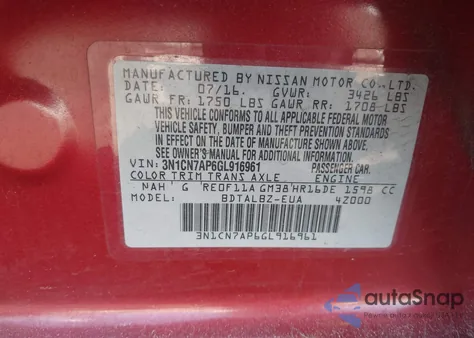 MANUFACTURED BY NISSAN MOTOR CO., LTD.
DATE: 07/16. GVWR: 3426 LBS
GAWR FR: 1750 LBS GAWR RR: 1708 LBS
THIS VEHICLE CONFORMS TO ALL APPLICABLE FEDERAL MOTOR
VEHICLE SAFETY, BUMPER AND THEFT PREVENTION STANDARDS
IN EFFECT ON THE DATE OF MANUFACTURE SHOWN ABOVE.
SEE OWNER'S MANUAL FOR ADDITIONAL INFORMATION.
VIN: 3N1CN7AP6GL916961 PASSENGER CAR.
COLOR TRIM TRANS AXLE ENGINE
NAH ' G 'RE0F11A GM38'HR16DE 1598 CC
MODEL: BDTALBZ-EUA 4Z000
3N1CN7AP6GL916961
autoSnap